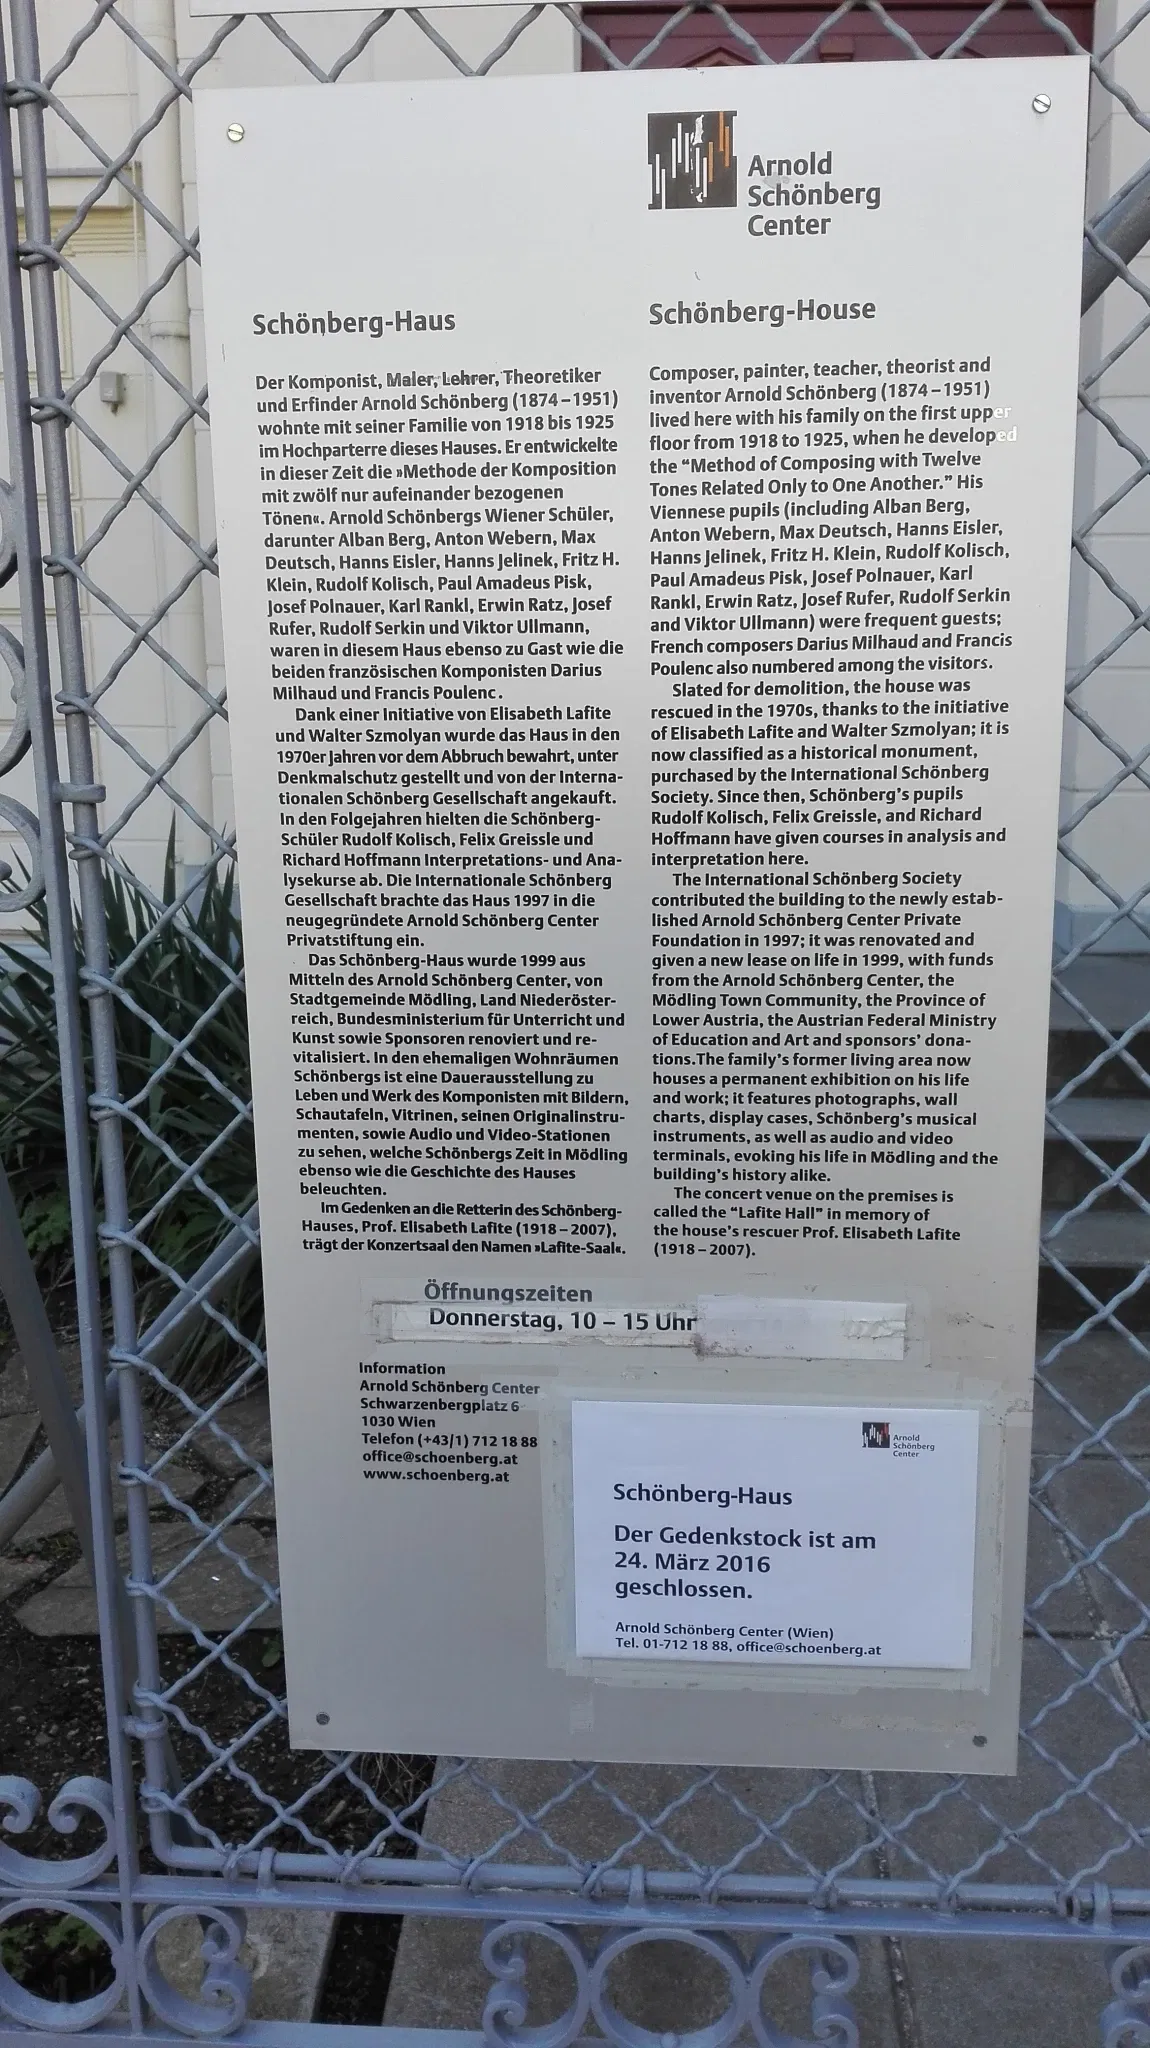 Arnold
Schönberg
Center
Schönberg-Haus
Der Komponist, Maler, Lehrer, Theoretiker
und Erfinder Arnold Schönberg (1874 – 1951)
wohnte mit seiner Familie von 1918 bis 1925
im Hochparterre dieses Hauses. Er entwickelte
in dieser Zeit die »Methode der Komposition
mit zwölf nur aufeinander bezogenen
Tönen«. Arnold Schönbergs Wiener Schüler,
darunter Alban Berg, Anton Webern, Max
Deutsch, Hanns Eisler, Hanns Jelinek, Fritz H.
Klein, Rudolf Kolisch, Paul Amadeus Pisk,
Josef Polnauer, Karl Rankl, Erwin Ratz, Josef
Rufer, Rudolf Serkin und Viktor Ullmann,
waren in diesem Haus ebenso zu Gast wie die
beiden französischen Komponisten Darius
Milhaud und Francis Poulenc.
Dank einer Initiative von Elisabeth Lafite
und Walter Szmolyan wurde das Haus in den
1970er Jahren vor dem Abbruch bewahrt, unter
Denkmalschutz gestellt und von der Interna-
tionalen Schönberg Gesellschaft angekauft.
In den Folgejahren hielten die Schönberg-
Schüler Rudolf Kolisch, Felix Greissle und
Richard Hoffmann Interpretations- und Ana-
lysekurse ab. Die Internationale Schönberg
Gesellschaft brachte das Haus 1997 in die
neugegründete Arnold Schönberg Center
Privatstiftung ein.
Das Schönberg-Haus wurde 1999 aus
Mitteln des Arnold Schönberg Center, von
Stadtgemeinde Mödling, Land Niederöster-
reich, Bundesministerium für Unterricht und
Kunst sowie Sponsoren renoviert und re-
vitalisiert. In den ehemaligen Wohnräumen
Schönbergs ist eine Dauerausstellung zu
Leben und Werk des Komponisten mit Bildern,
Schautafeln, Vitrinen, seinen Originalinstru-
menten, sowie Audio und Video-Stationen
zu sehen, welche Schönbergs Zeit in Mödling
ebenso wie die Geschichte des Hauses
beleuchten.
Im Gedenken an die Retterin des Schönberg-
Hauses, Prof. Elisabeth Lafite (1918 – 2007),
trägt der Konzertsaal den Namen »Lafite-Saal«.
Schönberg-House
Composer, painter, teacher, theorist and
inventor Arnold Schönberg (1874 – 1951)
lived here with his family on the first upper
floor from 1918 to 1925, when he developed
the “Method of Composing with Twelve
Tones Related Only to One Another.” His
Viennese pupils (including Alban Berg,
Anton Webern, Max Deutsch, Hanns Eisler,
Hanns Jelinek, Fritz H. Klein, Rudolf Kolisch,
Paul Amadeus Pisk, Josef Polnauer, Karl
Rankl, Erwin Ratz, Josef Rufer, Rudolf Serkin
and Viktor Ullmann) were frequent guests;
French composers Darius Milhaud and Francis
Poulenc also numbered among the visitors.
Slated for demolition, the house was
rescued in the 1970s, thanks to the initiative
of Elisabeth Lafite and Walter Szmolyan; it is
now classified as a historical monument,
purchased by the International Schönberg
Society. Since then, Schönberg’s pupils
Rudolf Kolisch, Felix Greissle, and Richard
Hoffmann have given courses in analysis and
interpretation here.
The International Schönberg Society
contributed the building to the newly estab-
lished Arnold Schönberg Center Private
Foundation in 1997; it was renovated and
given a new lease on life in 1999, with funds
from the Arnold Schönberg Center, the
Mödling Town Community, the Province of
Lower Austria, the Austrian Federal Ministry
of Education and Art and sponsors’ dona-
tions.The family’s former living area now
houses a permanent exhibition on his life
and work; it features photographs, wall
charts, display cases, Schönberg’s musical
instruments, as well as audio and video
terminals, evoking his life in Mödling and the
building’s history alike.
The concert venue on the premises is
called the “Lafite Hall” in memory of
the house’s rescuer Prof. Elisabeth Lafite
(1918 – 2007).
Öffnungszeiten
Donnerstag, 10 – 15 Uhr
Information
Arnold Schönberg Center
Schwarzenbergplatz 6
1030 Wien
Telefon (+43/1) 712 18 88
office@schoenberg.at
www.schoenberg.at
Arnold
Schönberg
Center
Schönberg-Haus
Der Gedenkstock ist am
24. März 2016
geschlossen.
Arnold Schönberg Center (Wien)
Tel. 01-712 18 88, office@schoenberg.at